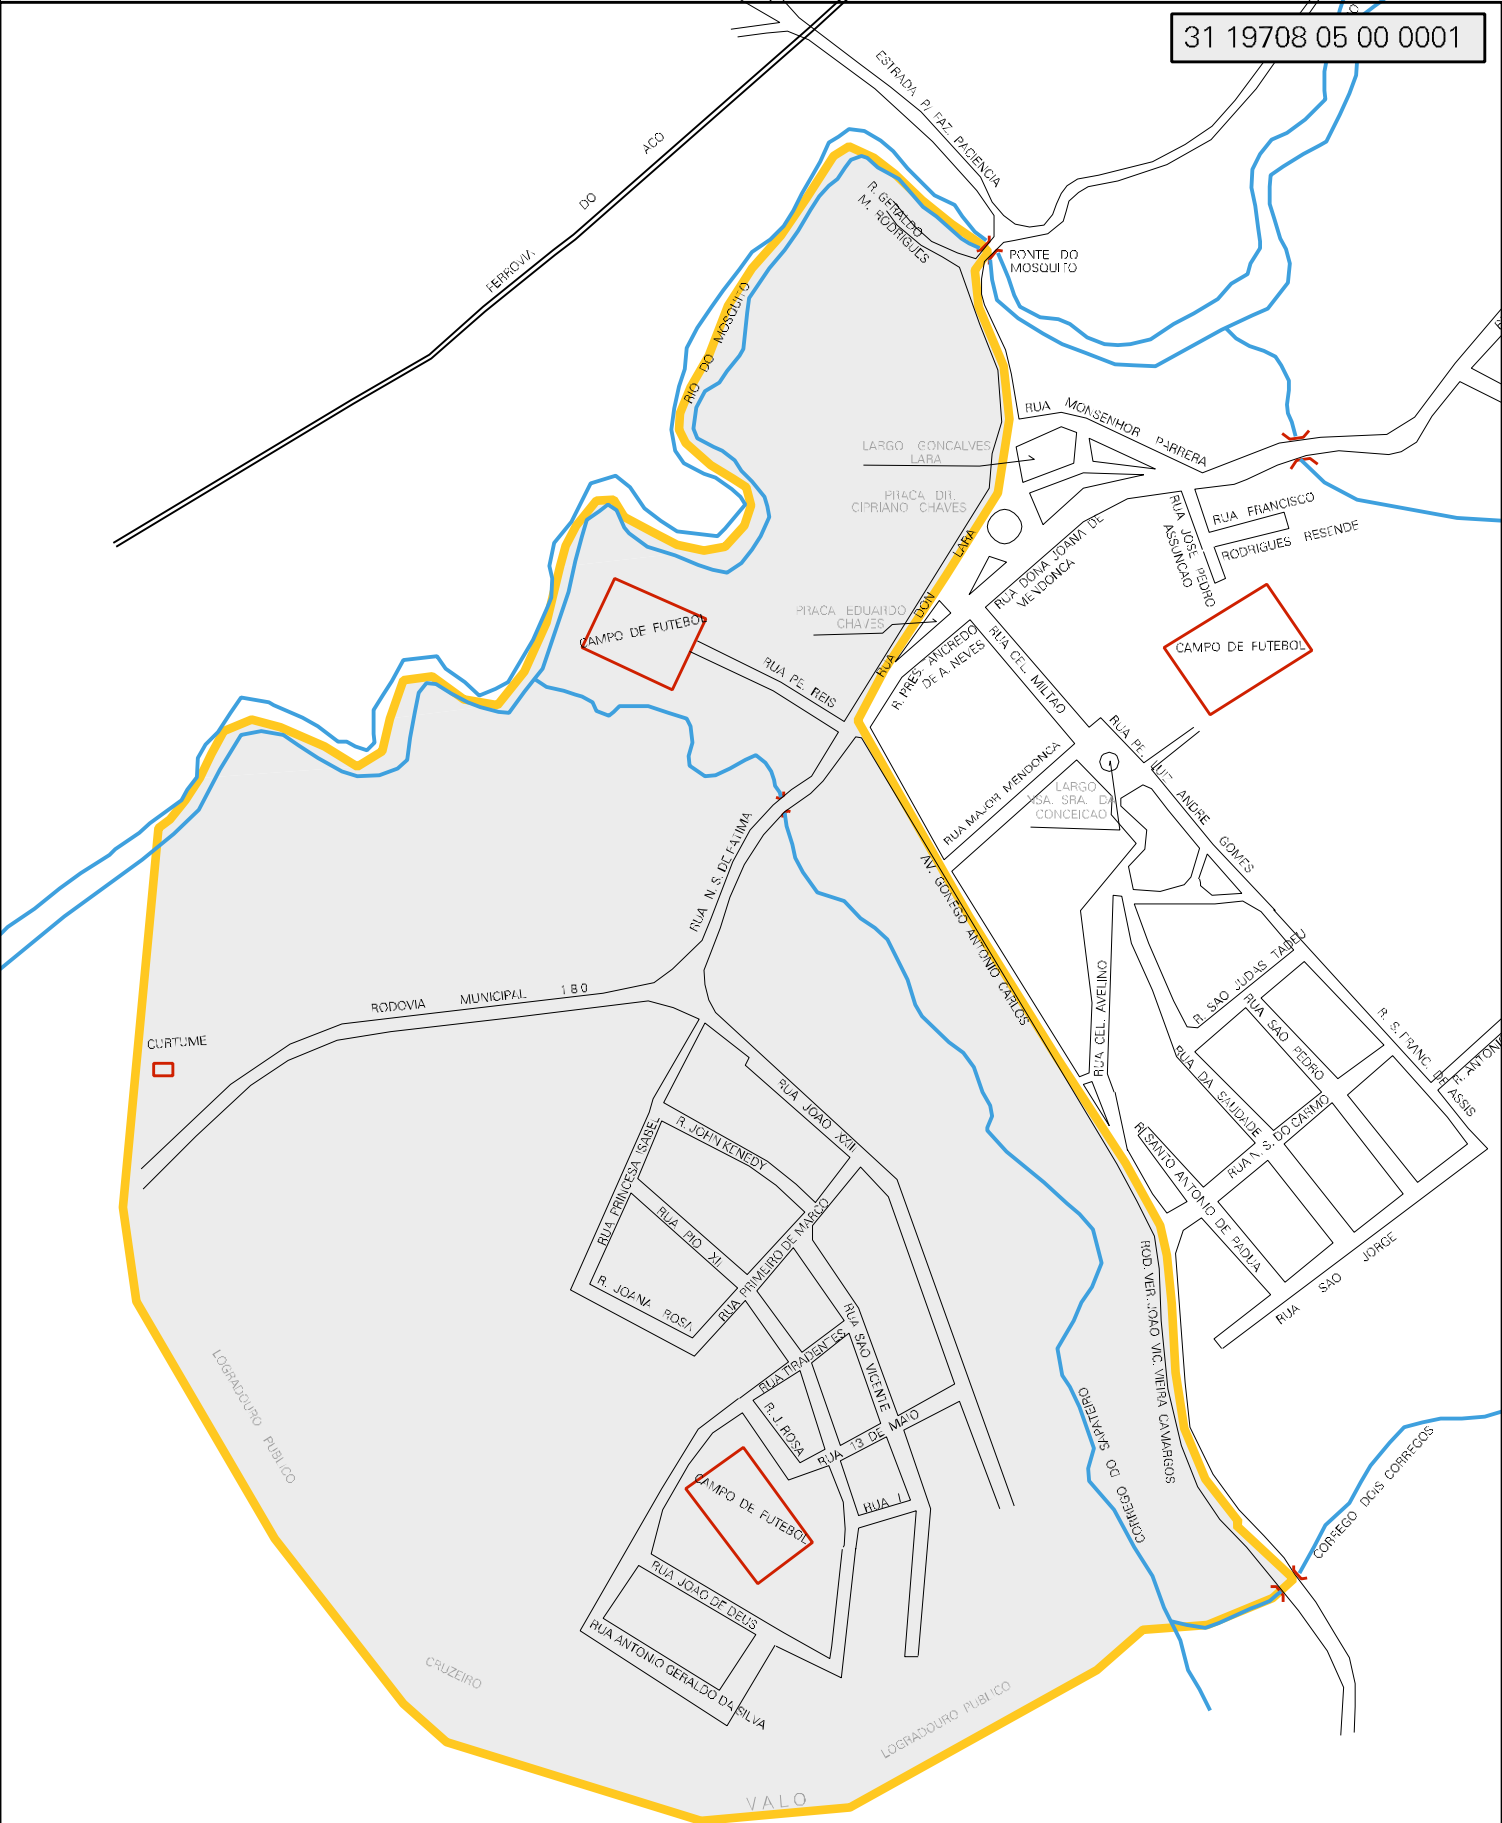 31 19708 05 00 0001
ESTRADA P/ FAZ. PACIENCIA
FERROVIA DO ACO
R. GERALDO
M. RODRIGUES
PONTE DO
MOSQUITO
RIO DO MOSQUITO
RUA MONSENHOR PARRERA
LARGO GONCALVES
LARA
PRACA DR.
CIPRIANO CHAVES
RUA FRANCISCO
RODRIGUES RESENDE
RUA JOSE PEDRO
ASSUNCAO
RUA DONA JOANA DE
MENDONCA
RUA DON LARA
PRACA EDUARDO
CHAVES
CAMPO DE FUTEBOL
CAMPO DE FUTEBOL
RUA PE. REIS
R. PRES. ANCREDO
DE A. NEVES
RUA CEL. MILTAO
RUA PE. LUIZ ANDRE GOMES
RUA MAJOR MENDONCA
LARGO
NSA. SRA. DA
CONCEICAO
RUA N. S. DE FATIMA
AV. GONEGO ANTONIO CARLOS
RODOVIA MUNICIPAL 180
CURTUME
RUA CEL. AVELINO
R. SAO JUDAS TADEU
RUA SAO PEDRO
R. S. FRANC. DE ASSIS
R. ANTONI
RUA DA SAUDADE
RUA N. S. DO CARMO
R. SANTO ANTONIO DE PADUA
RUA SAO JORGE
RUA JOAO XXIII
R. JOHN KENEDY
RUA PRINCESA ISABEL
RUA PIO XI
RUA PRIMEIRO DE MARCO
R. JOANA ROSA
RUA TIRADENTES
RUA SAO VICENTE
R. J. ROSA
RUA 13 DE MAIO
RUA I
CAMPO DE FUTEBOL
RUA JOAO DE DEUS
RUA ANTONIO GERALDO DA SILVA
ROD. VER. JOAO VIC. VIEIRA CAMARGOS
CORREGO DO SAPATEIRO
CORREGO DOIS CORREGOS
LOGRADOURO PUBLICO
CRUZEIRO
LOGRADOURO PUBLICO
VALO